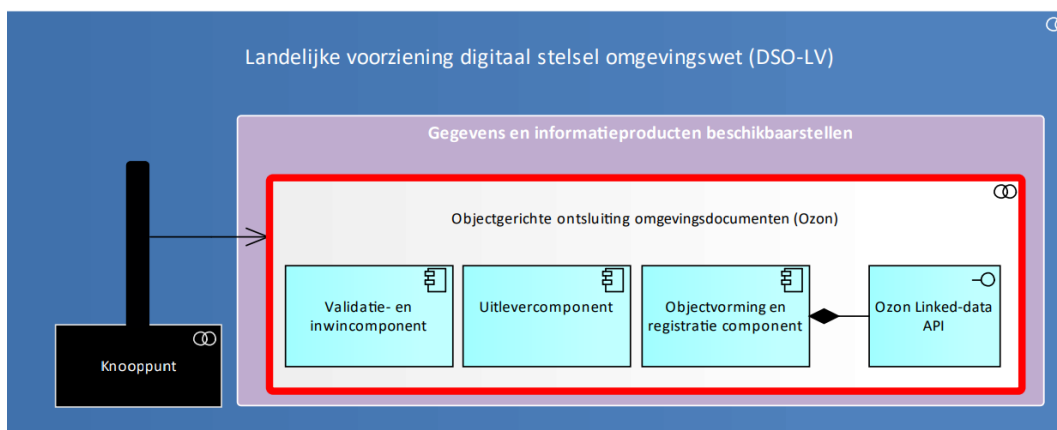 Landelijke voorziening digitaal stelsel omgevingswet (DSO-LV)
Gegevens en informatieproducten beschikbaarstellen
Objectgerichte ontsluiting omgevingsdocumenten (Ozon)
Validatie- en
inwincomponent
Uitlevercomponent
Objectvorming en
registratie component
Ozon Linked-data
API
Knooppunt